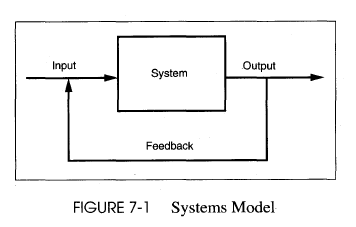 Input
System
Output
Feedback
FIGURE 7-1 Systems Model